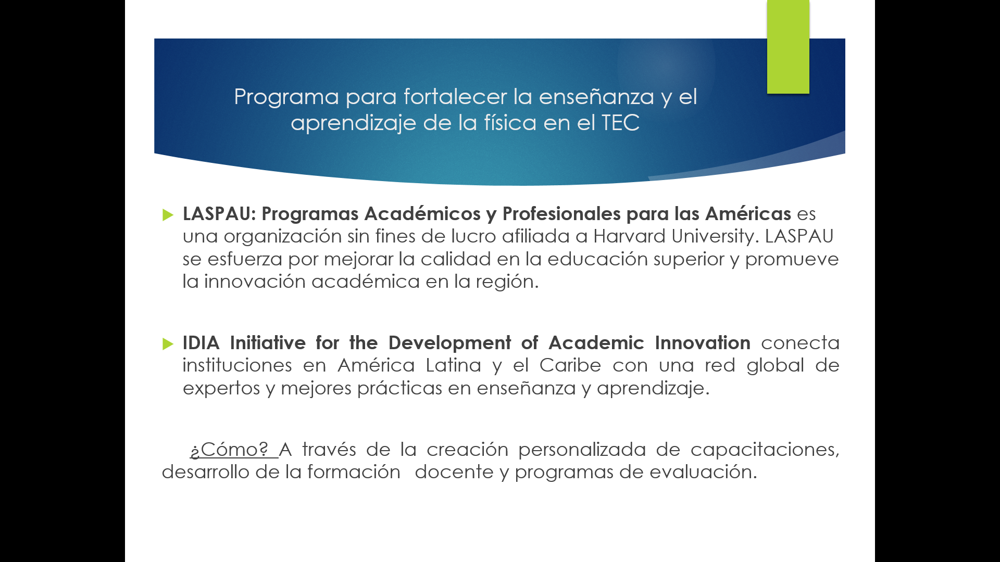 Programa para fortalecer la enseñanza y el
aprendizaje de la física en el TEC
LASPAU: Programas Académicos y Profesionales para las Américas es
una organización sin fines de lucro afiliada a Harvard University. LASPAU
se esfuerza por mejorar la calidad en la educación superior y promueve
la innovación académica en la región.
IDIA Initiative for the Development of Academic Innovation conecta
instituciones en América Latina y el Caribe con una red global de
expertos y mejores prácticas en enseñanza y aprendizaje.
¿Cómo? A través de la creación personalizada de capacitaciones,
desarrollo de la formación docente y programas de evaluación.